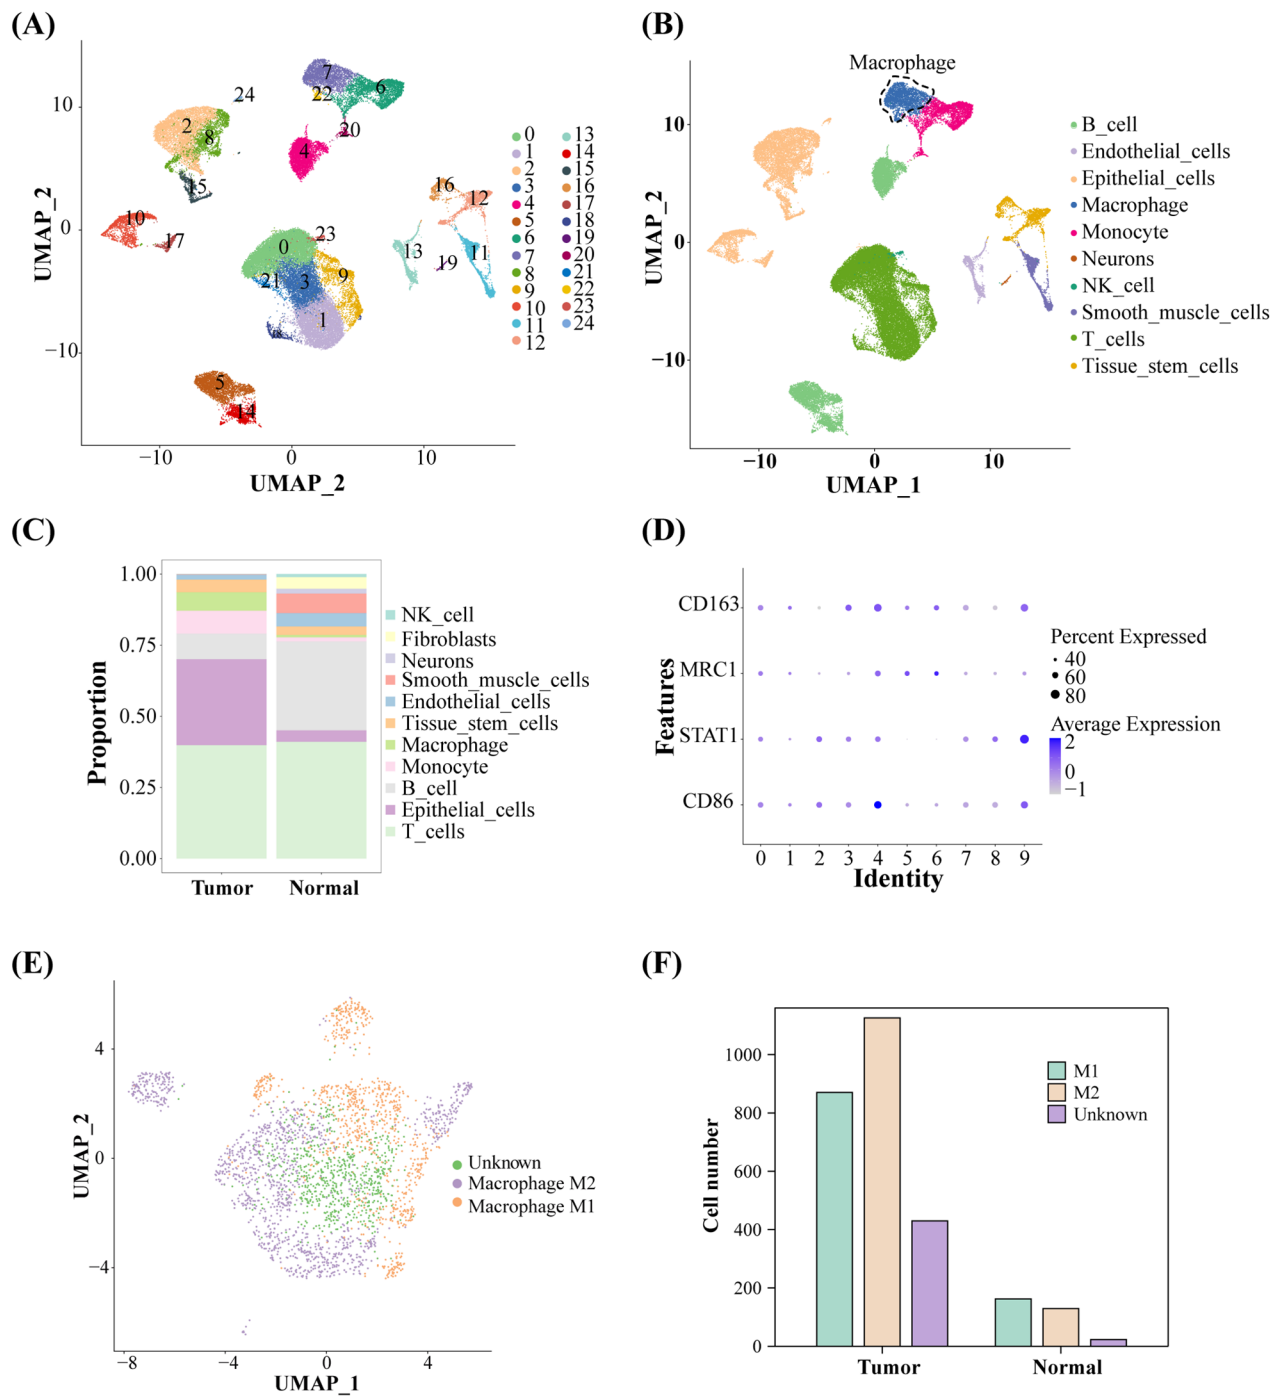 (A)
UMAP_2
10
0
−10
−10
0
10
UMAP_2
7
6
22
24
2
8
20
4
15
16
12
10
17
23
0
13
11
19
21
3
9
1
18
5
14
0
1
2
3
4
5
6
7
8
9
10
11
12
13
14
15
16
17
18
19
20
21
22
23
24
(B)
Macrophage
UMAP_2
10
0
−10
−10
0
10
UMAP_1
B_cell
Endothelial_cells
Epithelial_cells
Macrophage
Monocyte
Neurons
NK_cell
Smooth_muscle_cells
T_cells
Tissue_stem_cells
(C)
Proportion
1.00
0.75
0.50
0.25
0.00
Tumor
Normal
NK_cell
Fibroblasts
Neurons
Smooth_muscle_cells
Endothelial_cells
Tissue_stem_cells
Macrophage
Monocyte
B_cell
Epithelial_cells
T_cells
(D)
Features
CD163
MRC1
STAT1
CD86
0 1 2 3 4 5 6 7 8 9
Identity
Percent Expressed
40
60
80
Average Expression
2
0
−1
(E)
UMAP_2
4
0
−4
−8
−4
0
4
UMAP_1
Unknown
Macrophage M2
Macrophage M1
(F)
Cell number
1000
800
600
400
200
0
Tumor
Normal
M1
M2
Unknown